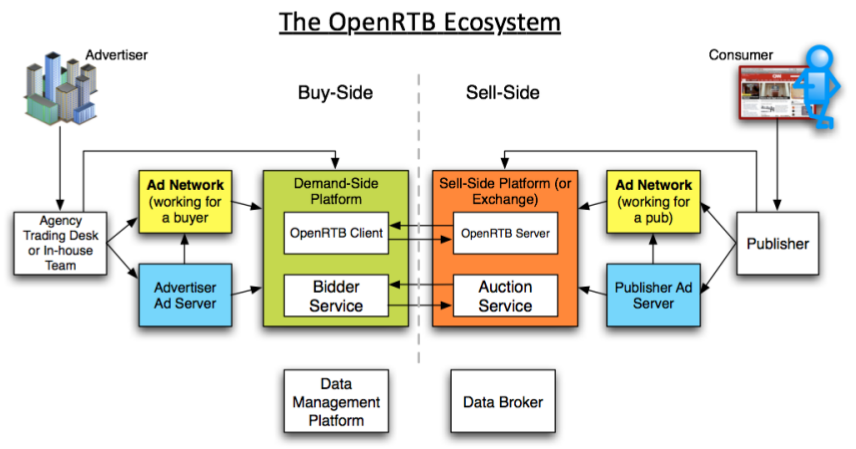 The OpenRTB Ecosystem
Advertiser
Consumer
Buy-Side
Sell-Side
Ad Network
(working for
a buyer
Demand-Side
Platform
Sell-Side Platform (or
Exchange)
Ad Network
(working for
a pub)
Agency
Trading Desk
or In-house
Team
OpenRTB Client
OpenRTB Server
Publisher
Advertiser
Ad Server
Bidder
Service
Auction
Service
Publisher Ad
Server
Data
Management
Platform
Data Broker